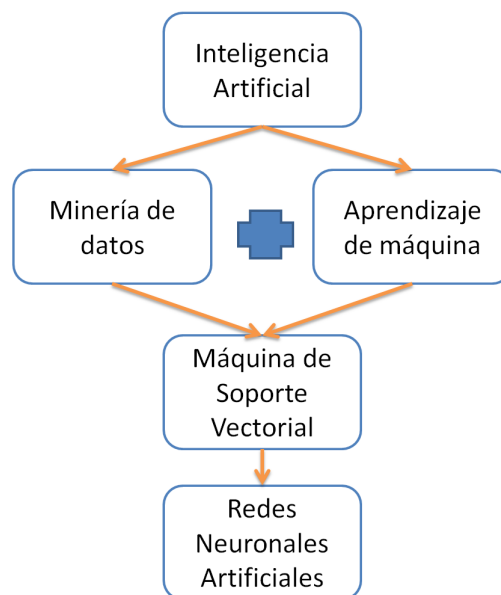 Inteligencia
Artificial
Minería de
datos
Aprendizaje
de máquina
Máquina de
Soporte
Vectorial
Redes
Neuronales
Artificiales